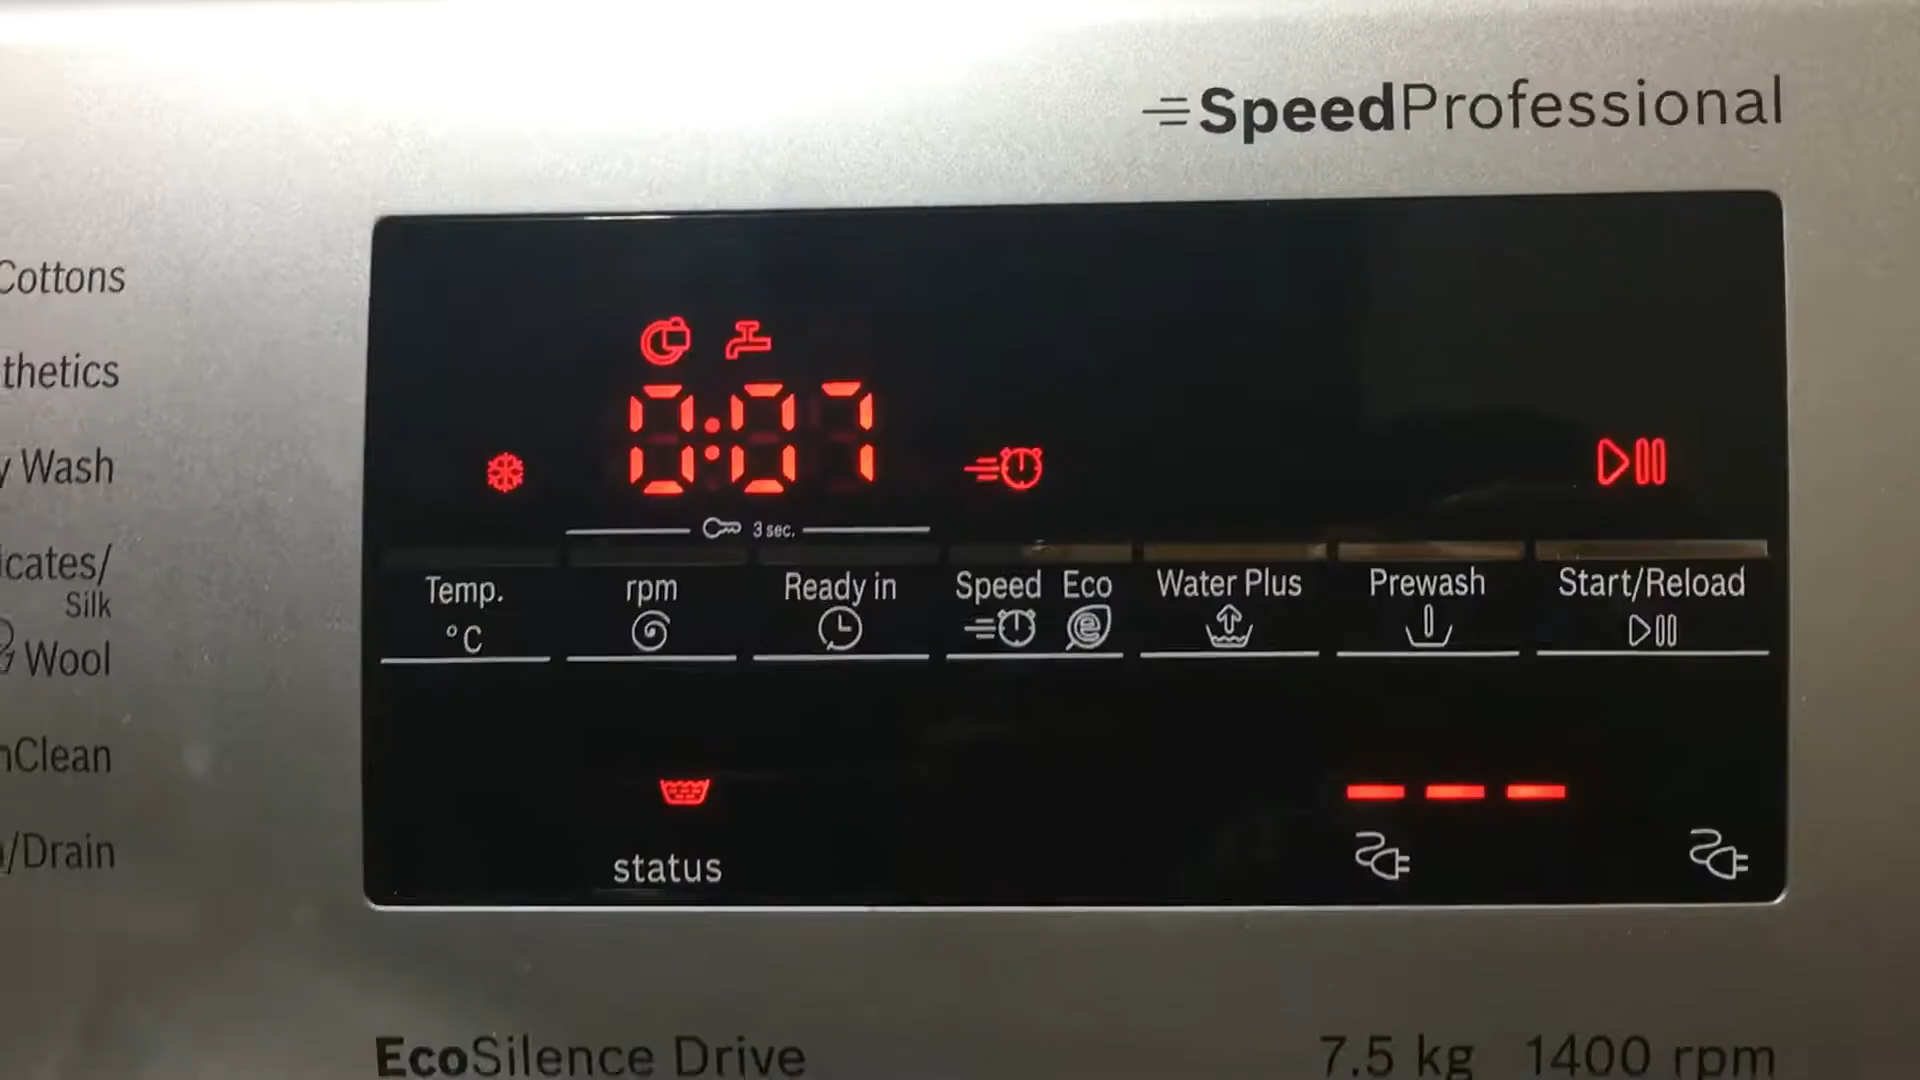 SpeedProfessional
Cottons
thetics
y Wash
icates/
Silk
Wool
nClean
/Drain
0:07
3 sec.
Temp.
°C
rpm
Ready in
Speed Eco
Water Plus
Prewash
Start/Reload
status
EcoSilence Drive
7.5 kg 1400 rpm